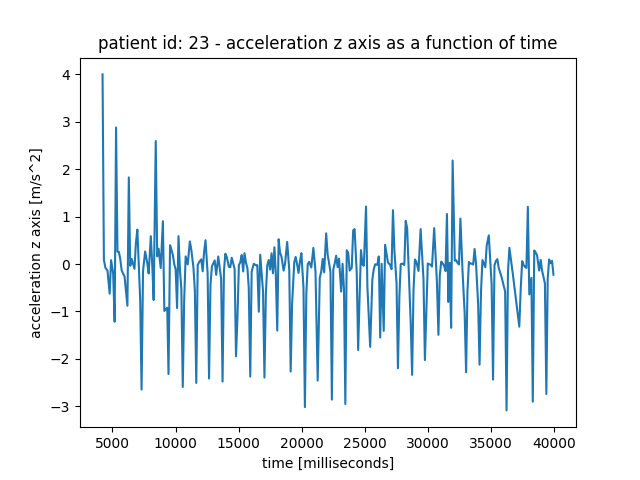 patient id: 23 - acceleration z axis as a function of time
acceleration z axis [m/s^2]
4
3
2
1
0
−1
−2
−3
5000 10000 15000 20000 25000 30000 35000 40000
time [milliseconds]